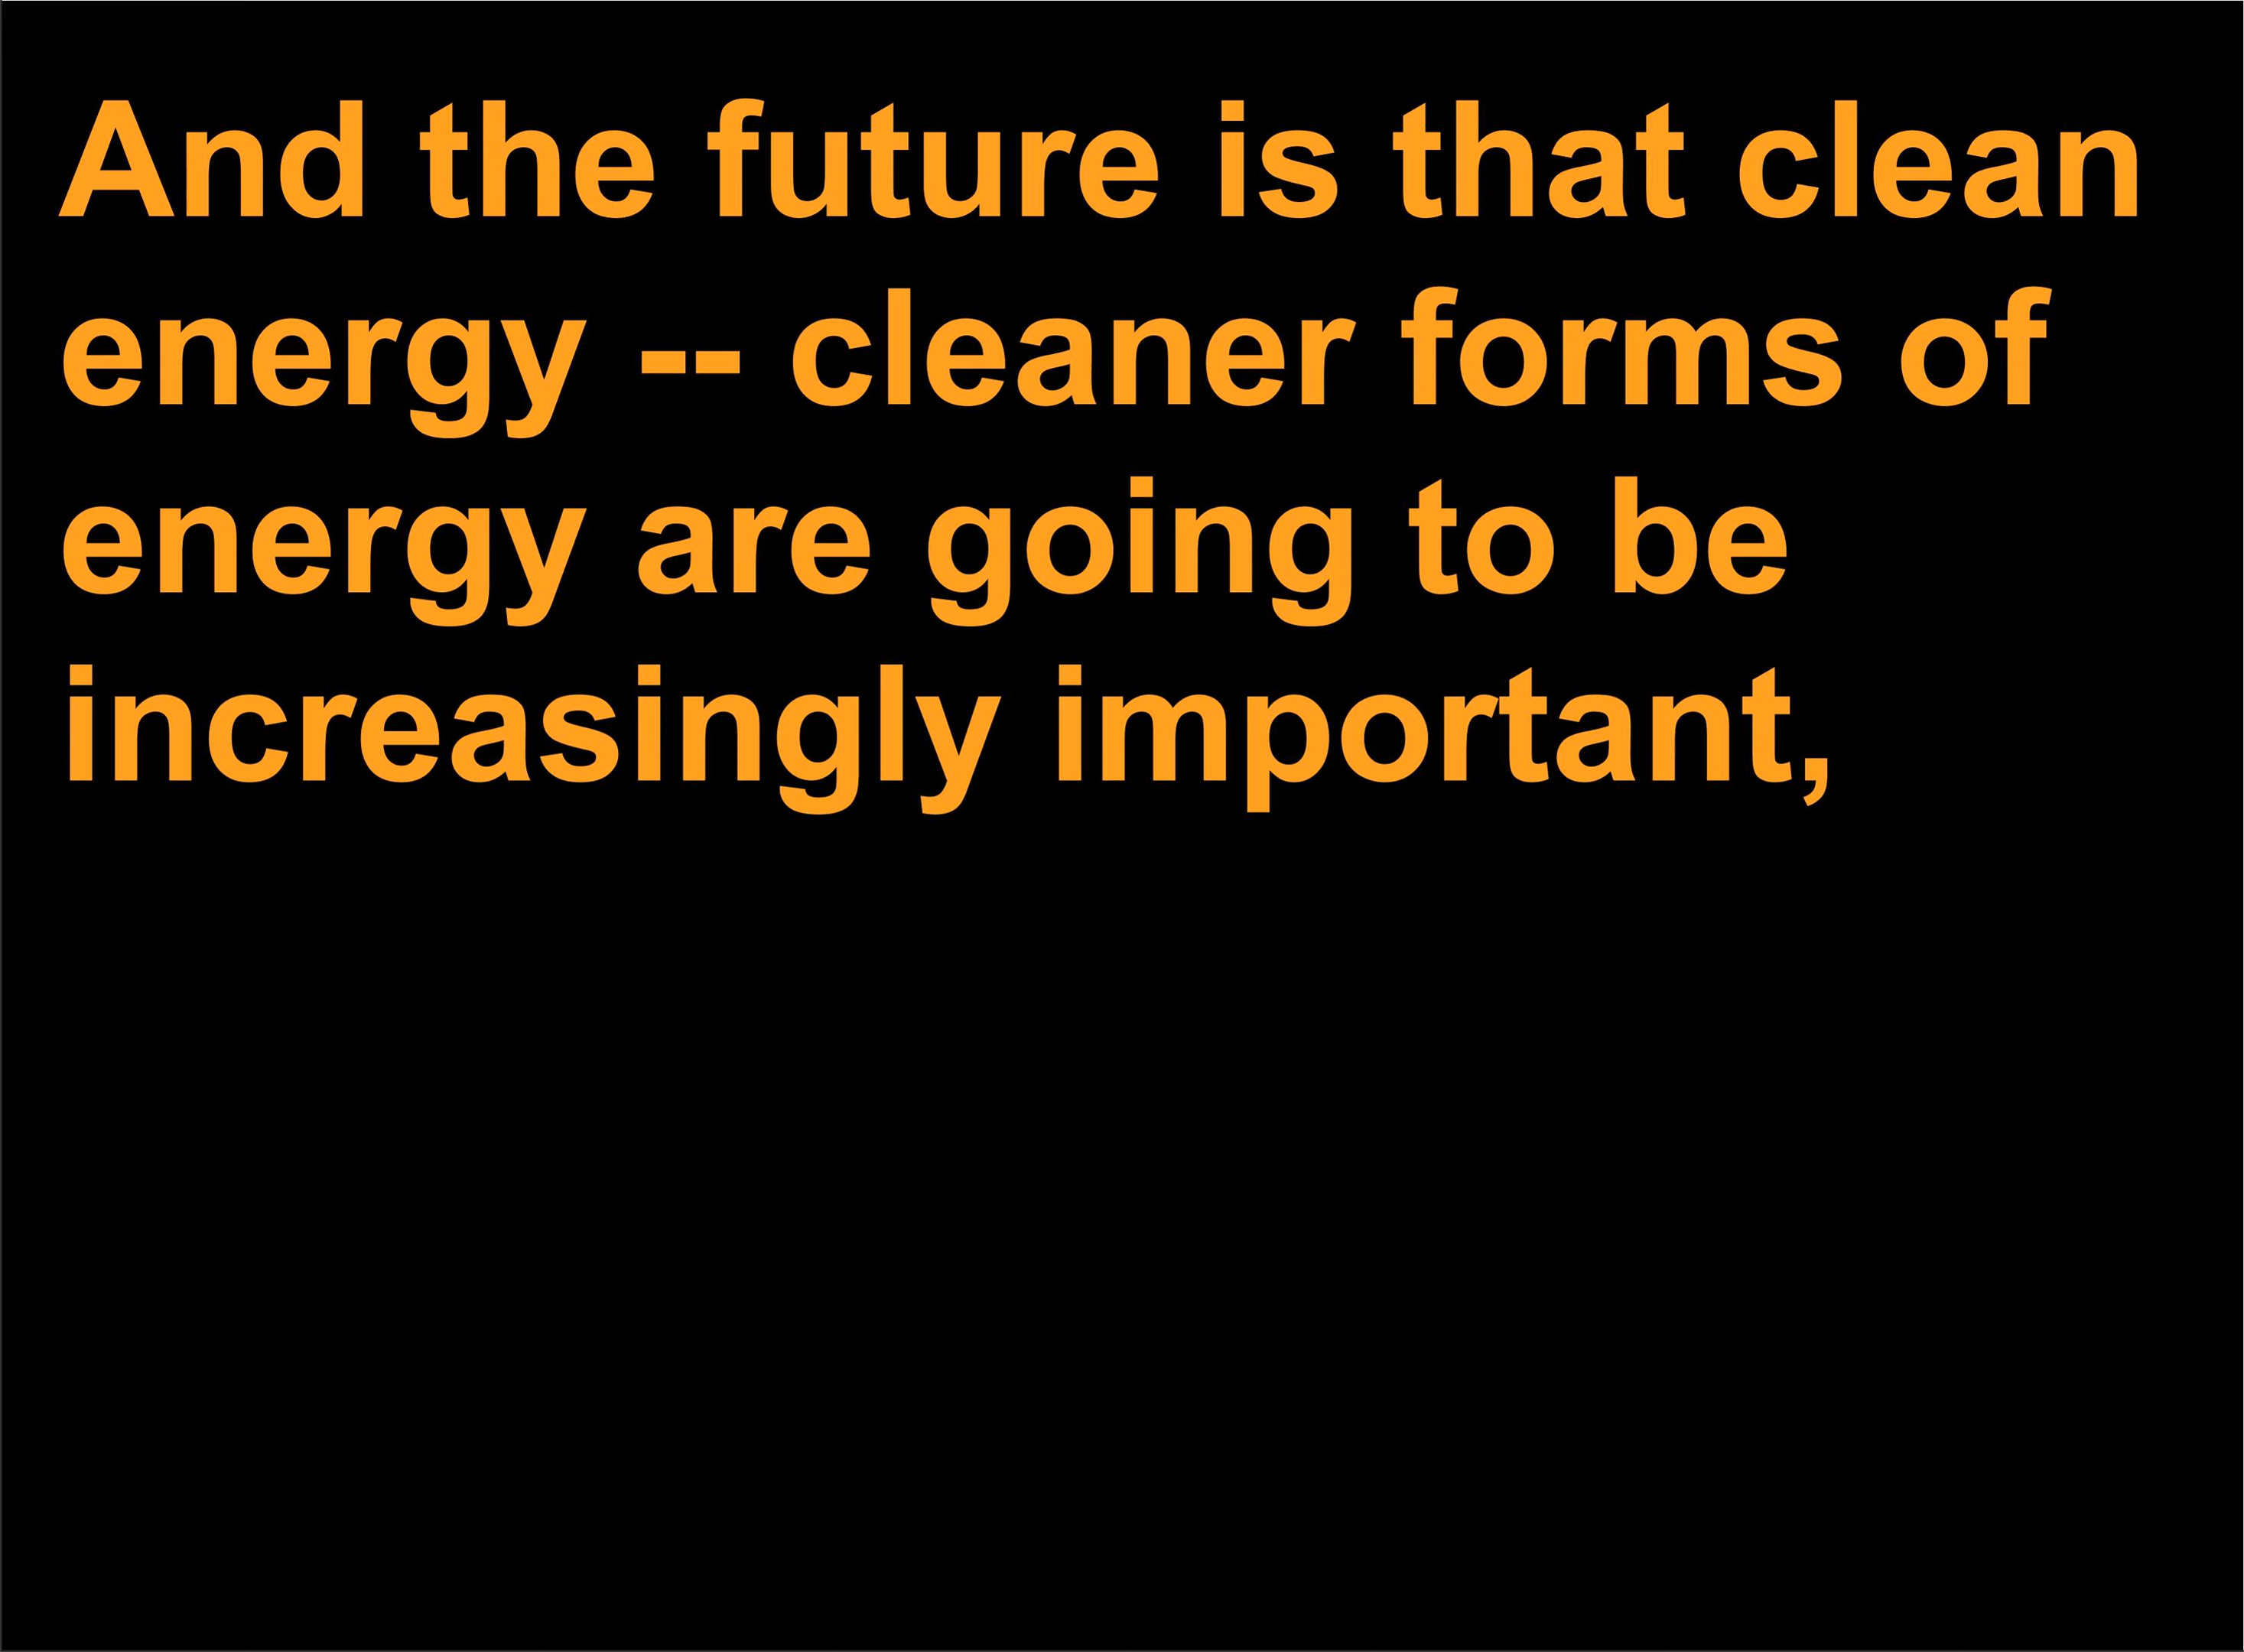 And the future is that clean
energy -- cleaner forms of
energy are going to be
increasingly important,